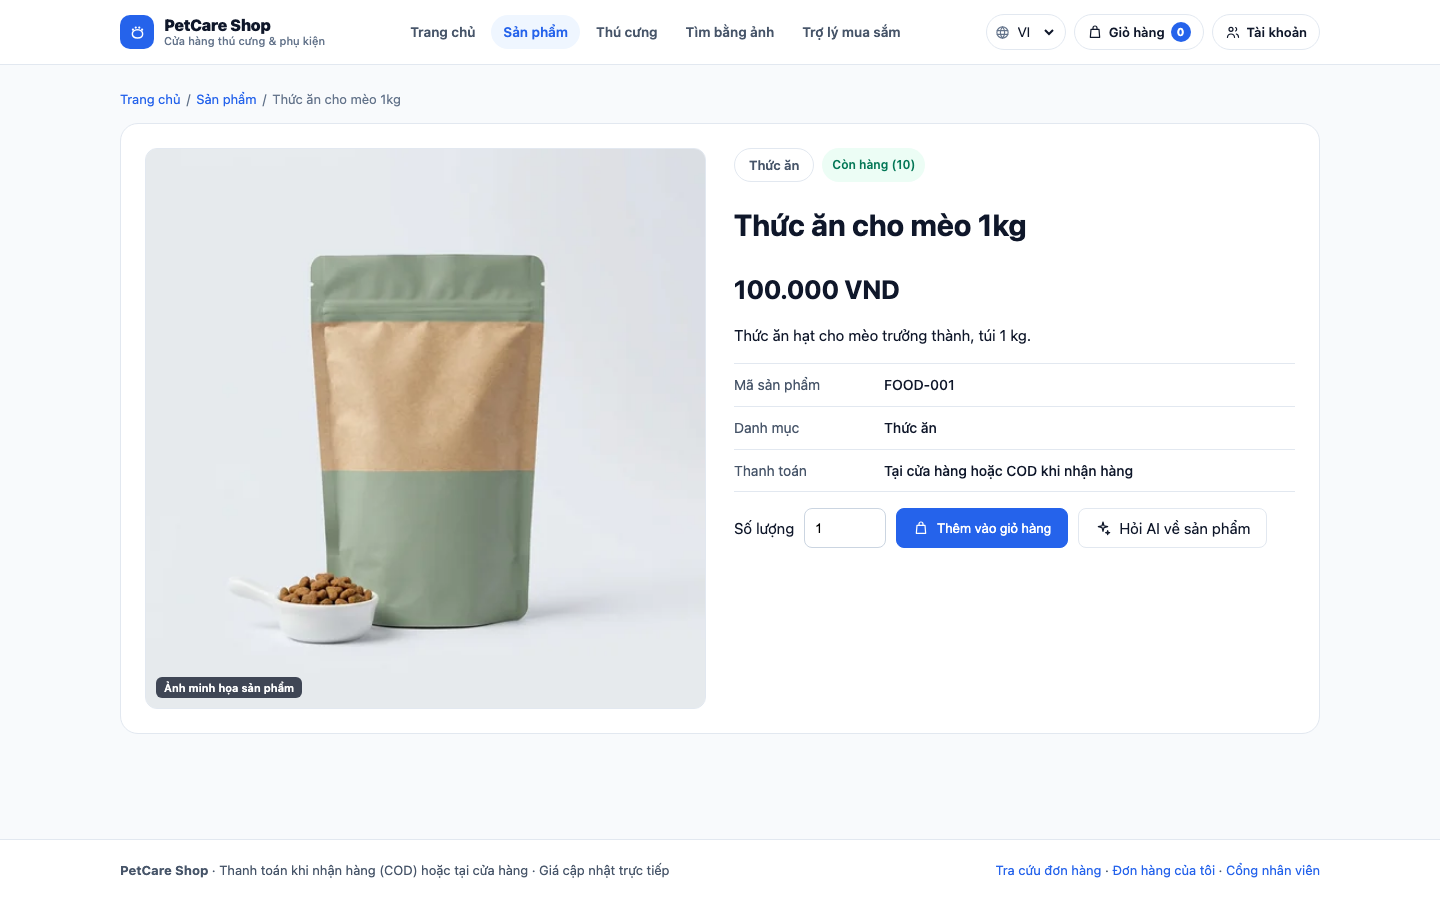 PetCare Shop
Cửa hàng thú cưng & phụ kiện
Trang chủ
Sản phẩm
Thú cưng
Tìm bằng ảnh
Trợ lý mua sắm
VI
Giỏ hàng 0
Tài khoản
Trang chủ / Sản phẩm / Thức ăn cho mèo 1kg
Ảnh minh họa sản phẩm
Thức ăn
Còn hàng (10)
Thức ăn cho mèo 1kg
100.000 VND
Thức ăn hạt cho mèo trưởng thành, túi 1 kg.
Mã sản phẩm FOOD-001
Danh mục Thức ăn
Thanh toán Tại cửa hàng hoặc COD khi nhận hàng
Số lượng 1 Thêm vào giỏ hàng Hỏi AI về sản phẩm
PetCare Shop · Thanh toán khi nhận hàng (COD) hoặc tại cửa hàng · Giá cập nhật trực tiếp
Tra cứu đơn hàng · Đơn hàng của tôi · Cổng nhân viên